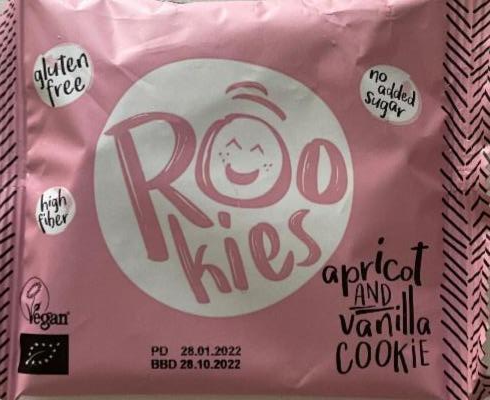 gluten
free
no
added
sugar
ROO
kies
high
fiber
apricot
AND
vanilla
COOKiE
Vegan
PD 28.01.2022
BBD 28.10.2022